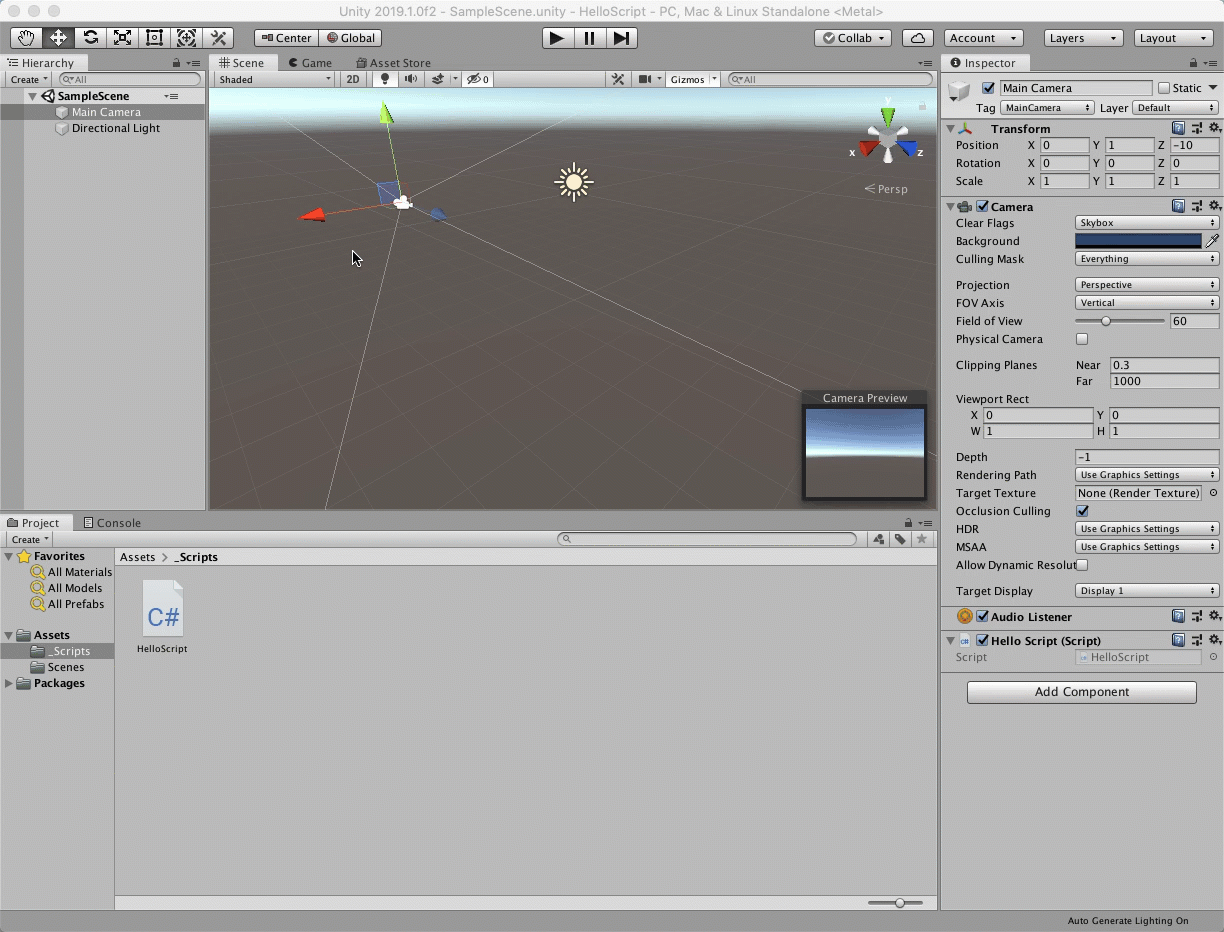 Unity 2019.1.0f2 - SampleScene.unity - HelloScript - PC, Mac & Linux Standalone <Metal>
Center Global Collab Account Layers Layout
Hierarchy
Create All
SampleScene
Main Camera
Directional Light
Scene Game Asset Store
Shaded 2D 0 Gizmos All
y
x z
Persp
Camera Preview
Project Console
Create
Favorites
All Materials
All Models
All Prefabs
Assets
_Scripts
Scenes
Packages
Assets > _Scripts
C#
HelloScript
Inspector
Main Camera Static
Tag MainCamera Layer Default
Transform
Position X 0 Y 1 Z -10
Rotation X 0 Y 0 Z 0
Scale X 1 Y 1 Z 1
Camera
Clear Flags Skybox
Background
Culling Mask Everything
Projection Perspective
FOV Axis Vertical
Field of View 60
Physical Camera
Clipping Planes Near 0.3
Far 1000
Viewport Rect
X 0 Y 0
W 1 H 1
Depth -1
Rendering Path Use Graphics Settings
Target Texture None (Render Texture)
Occlusion Culling
HDR Use Graphics Settings
MSAA Use Graphics Settings
Allow Dynamic Resolut
Target Display Display 1
Audio Listener
Hello Script (Script)
Script HelloScript
Add Component
Auto Generate Lighting On